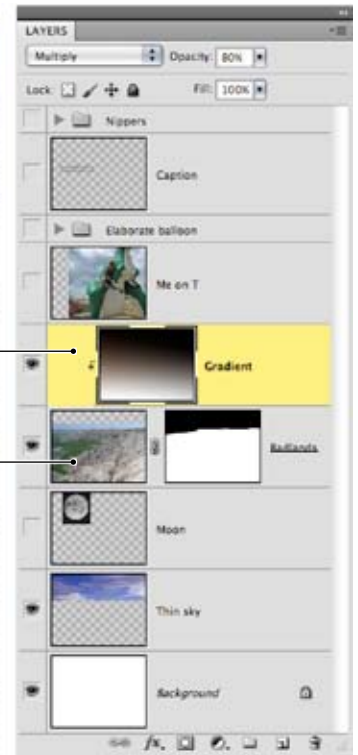 LAYERS
Multiply Opacity: 80%
Lock: Fill: 100%
Nippers
Caption
Elaborate balloon
Me on T
Gradient
Badlands
Moon
Thin sky
Background
fx.